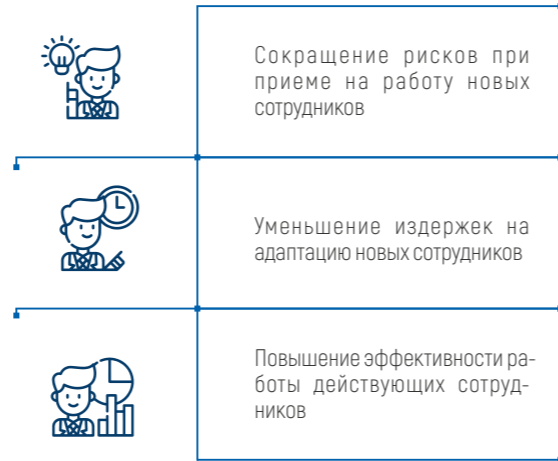 Сокращение рисков при
приеме на работу новых
сотрудников
Уменьшение издержек на
адаптацию новых сотрудников
Повышение эффективности ра-
боты действующих сотруд-
ников